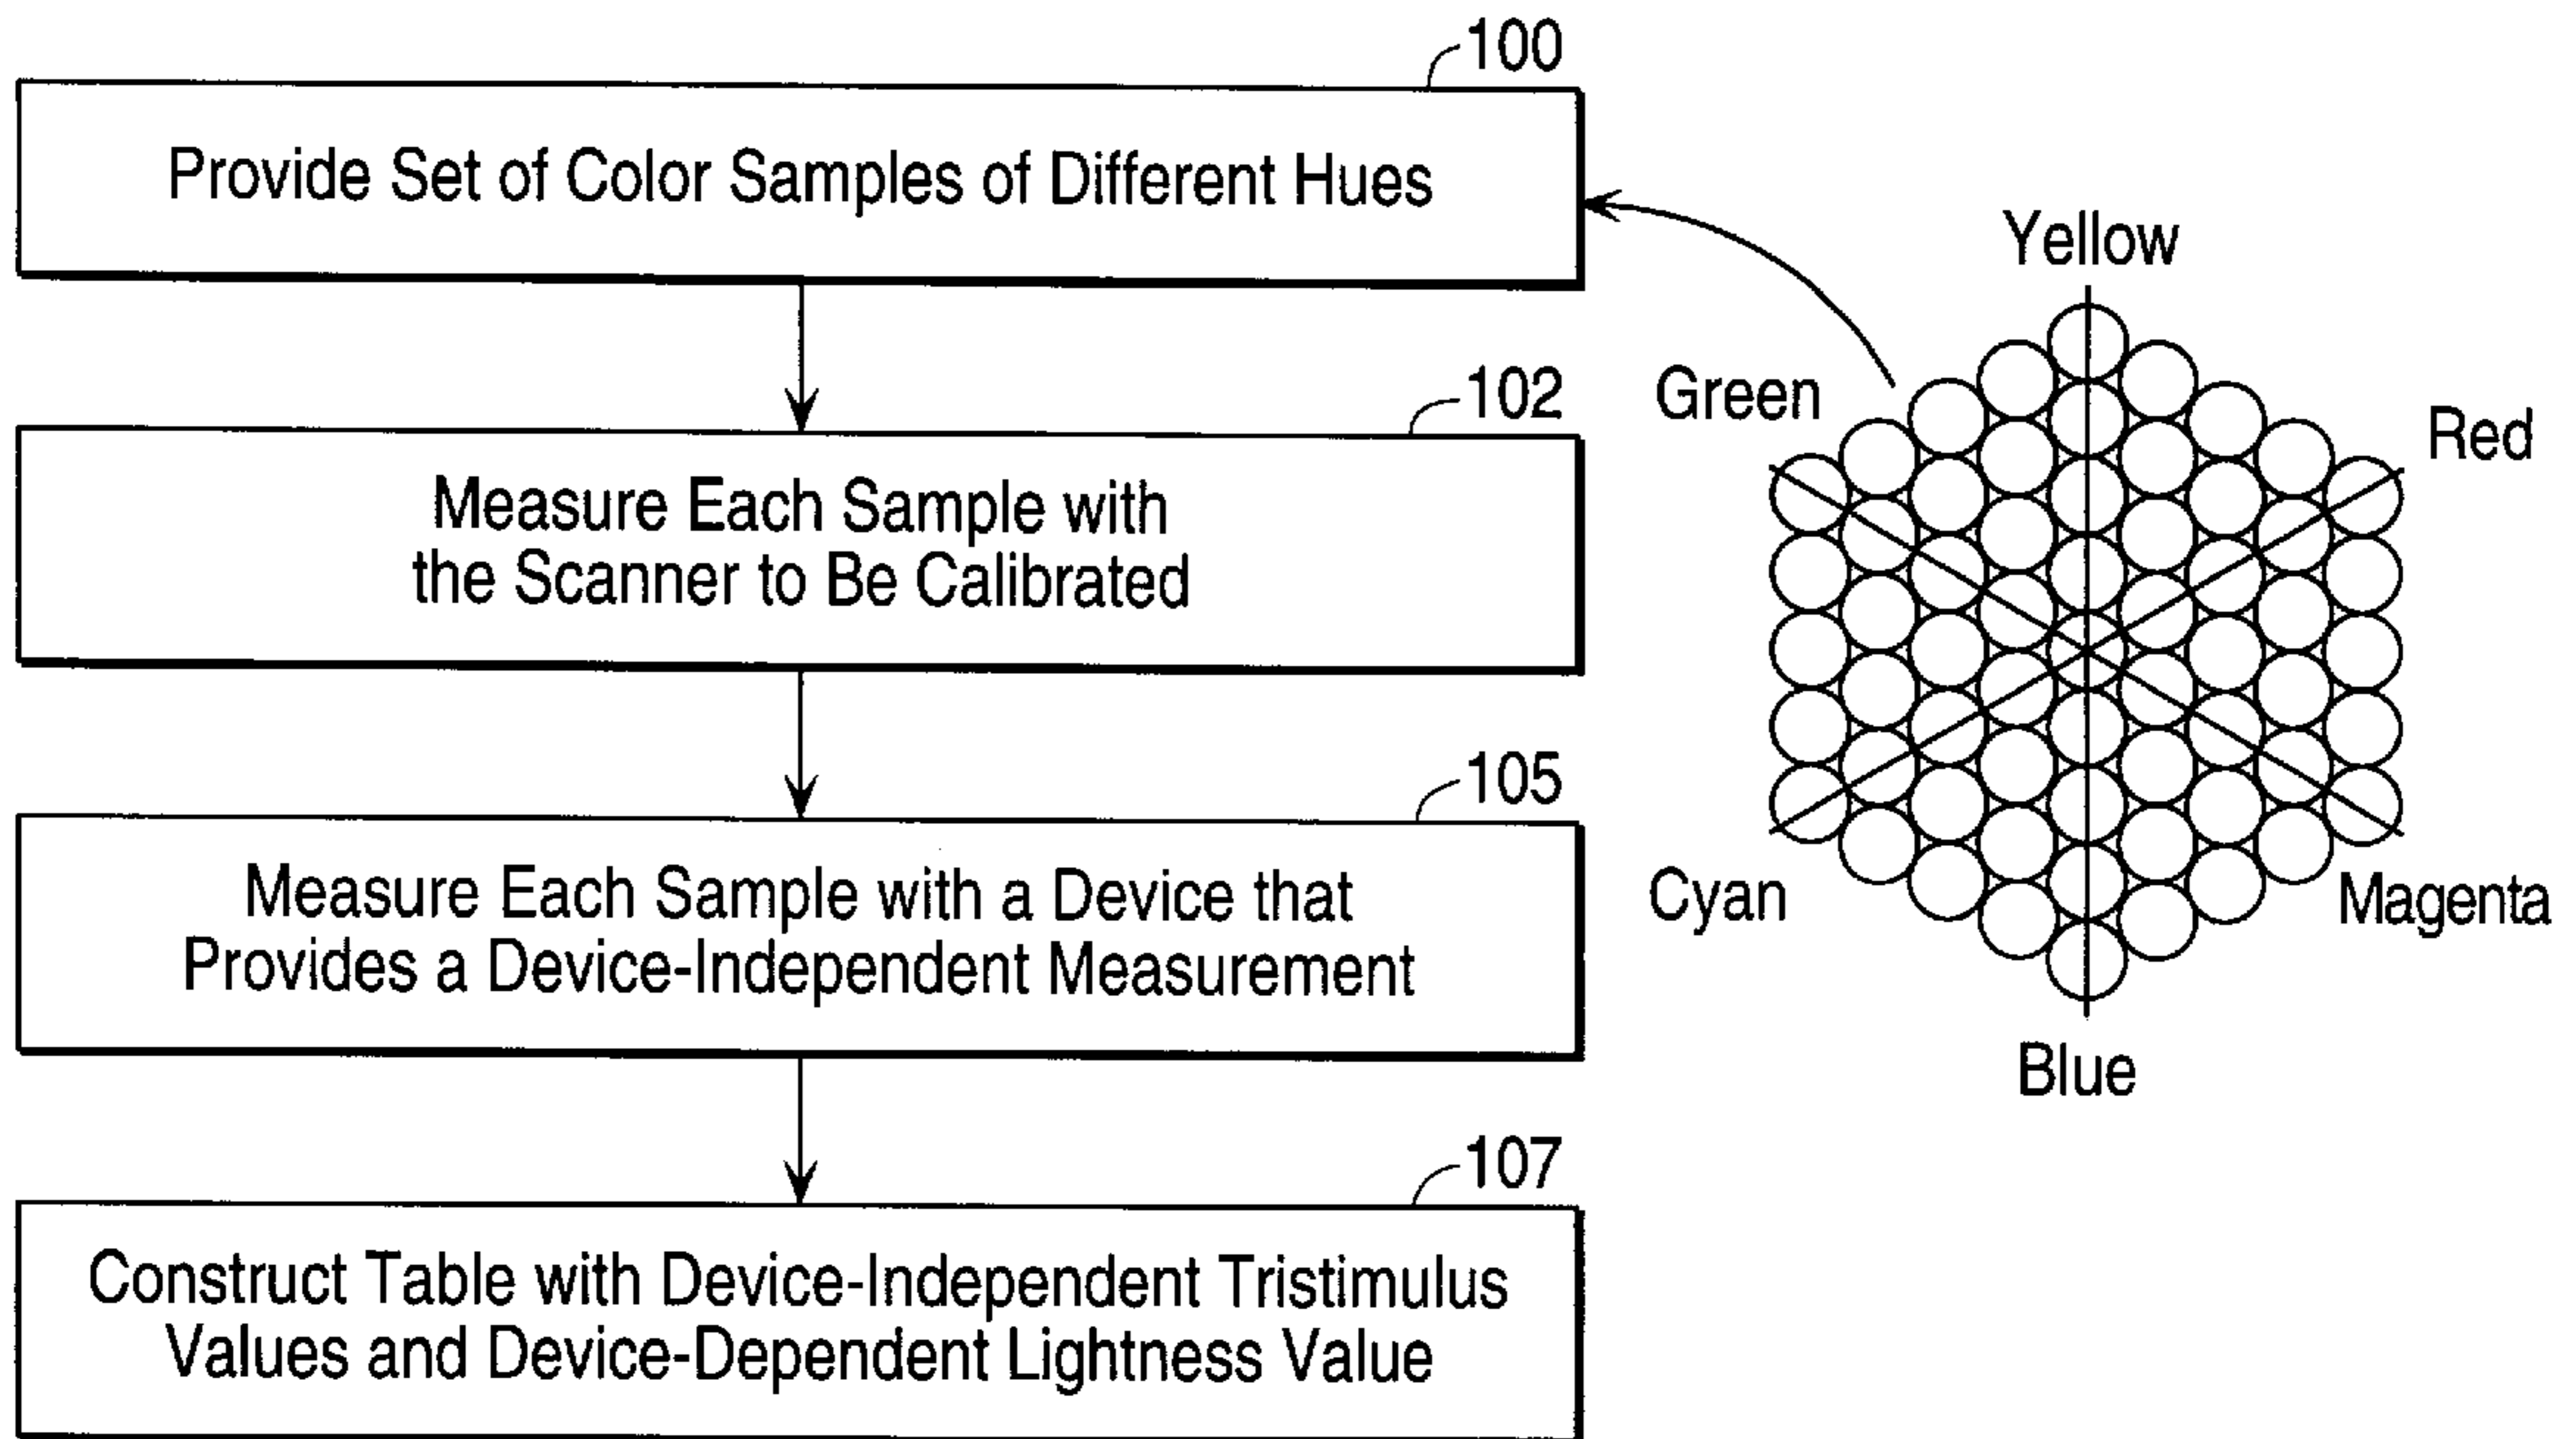 100
Provide Set of Color Samples of Different Hues
102
Measure Each Sample with
the Scanner to Be Calibrated
105
Measure Each Sample with a Device that
Provides a Device-Independent Measurement
107
Construct Table with Device-Independent Tristimulus
Values and Device-Dependent Lightness Value
Yellow
Green
Red
Cyan
Magenta
Blue